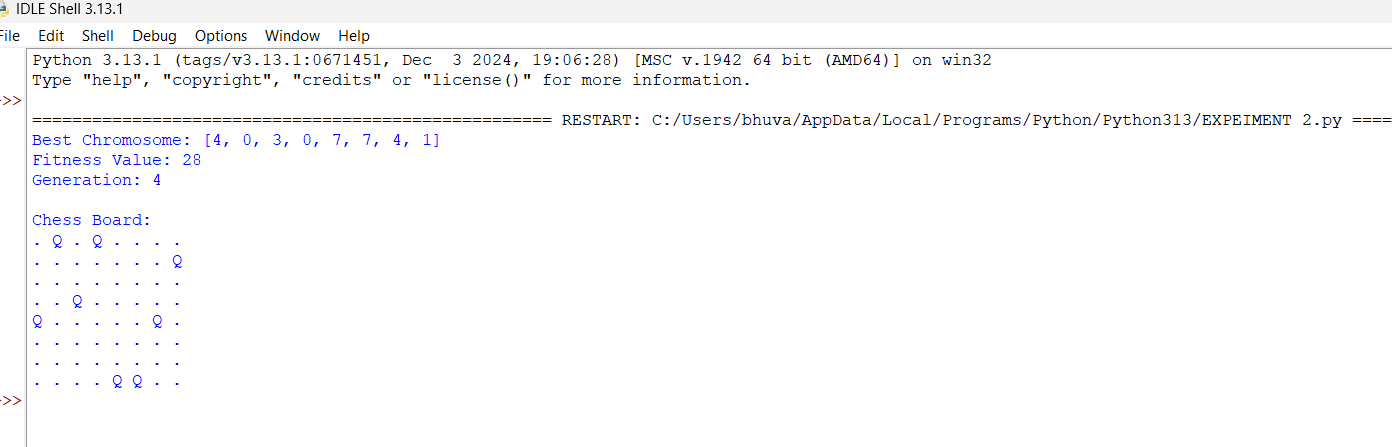 IDLE Shell 3.13.1
File Edit Shell Debug Options Window Help
Python 3.13.1 (tags/v3.13.1:0671451, Dec  3 2024, 19:06:28) [MSC v.1942 64 bit (AMD64)] on win32
Type "help", "copyright", "credits" or "license()" for more information.
>>>
==================================================== RESTART: C:/Users/bhuva/AppData/Local/Programs/Python/Python313/EXPEIMENT 2.py ====
Best Chromosome: [4, 0, 3, 0, 7, 7, 4, 1]
Fitness Value: 28
Generation: 4
Chess Board:
. Q . Q . . . .
. . . . . . . Q
. . . . . . . .
. . Q . . . . .
Q . . . . . Q .
. . . . . . . .
. . . . . . . .
. . . . Q Q . .
>>>